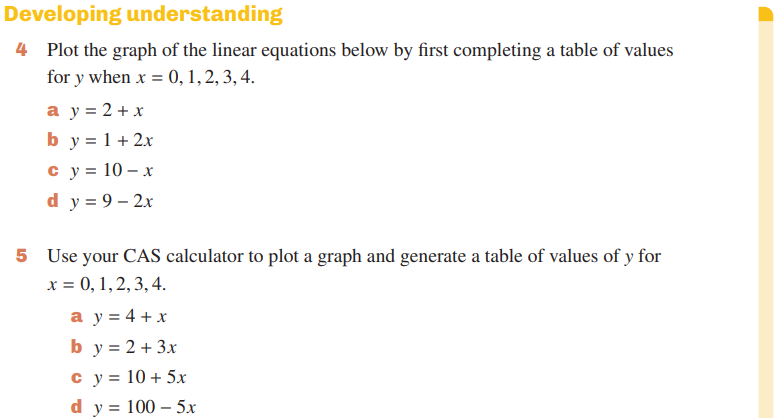 Developing understanding
4 Plot the graph of the linear equations below by first completing a table of values
for y when x = 0, 1, 2, 3, 4.
a y = 2 + x
b y = 1 + 2x
c y = 10 – x
d y = 9 – 2x
5 Use your CAS calculator to plot a graph and generate a table of values of y for
x = 0, 1, 2, 3, 4.
a y = 4 + x
b y = 2 + 3x
c y = 10 + 5x
d y = 100 – 5x